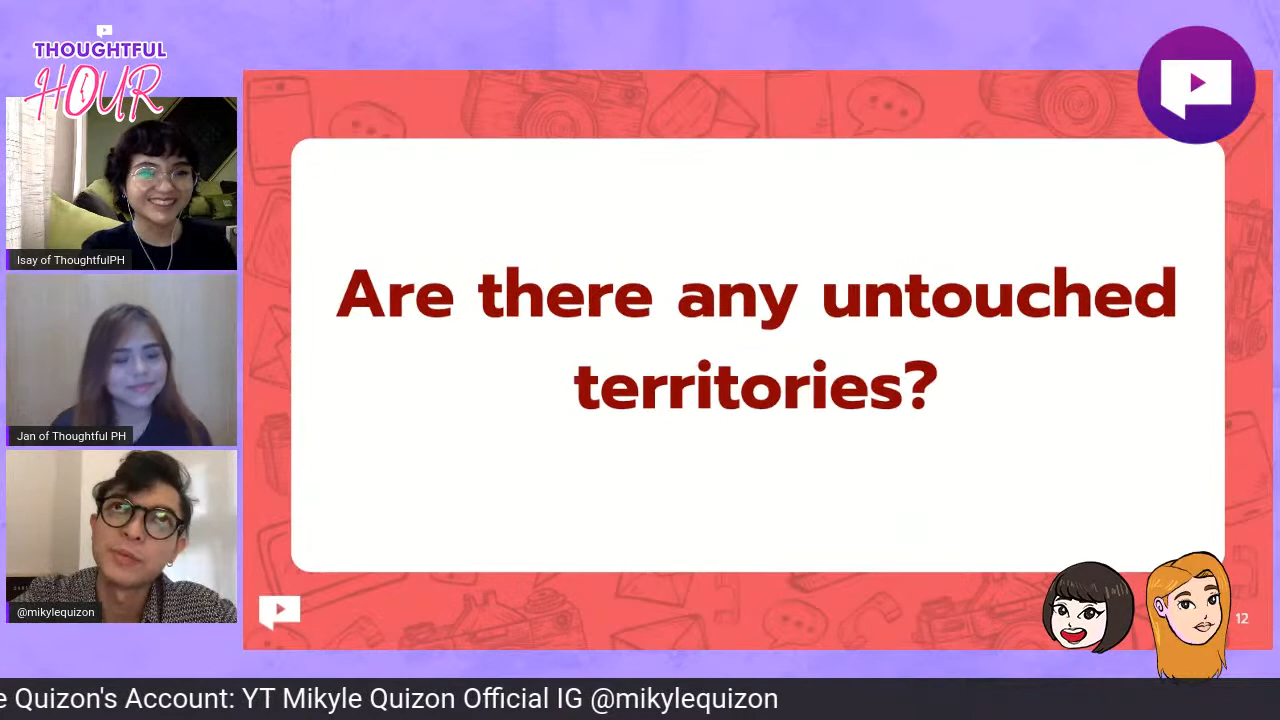 THOUGHTFUL
HOUR
Isay of ThoughtfulPH
Jan of Thoughtful PH
@mikylequizon
Are there any untouched
territories?
12
e Quizon's Account: YT Mikyle Quizon Official IG @mikylequizon